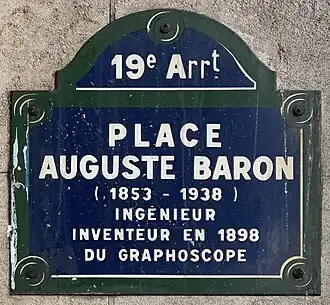 19e Arrt
PLACE
AUGUSTE BARON
( 1853 - 1938 )
INGÉNIEUR
INVENTEUR EN 1898
DU GRAPHOSCOPE